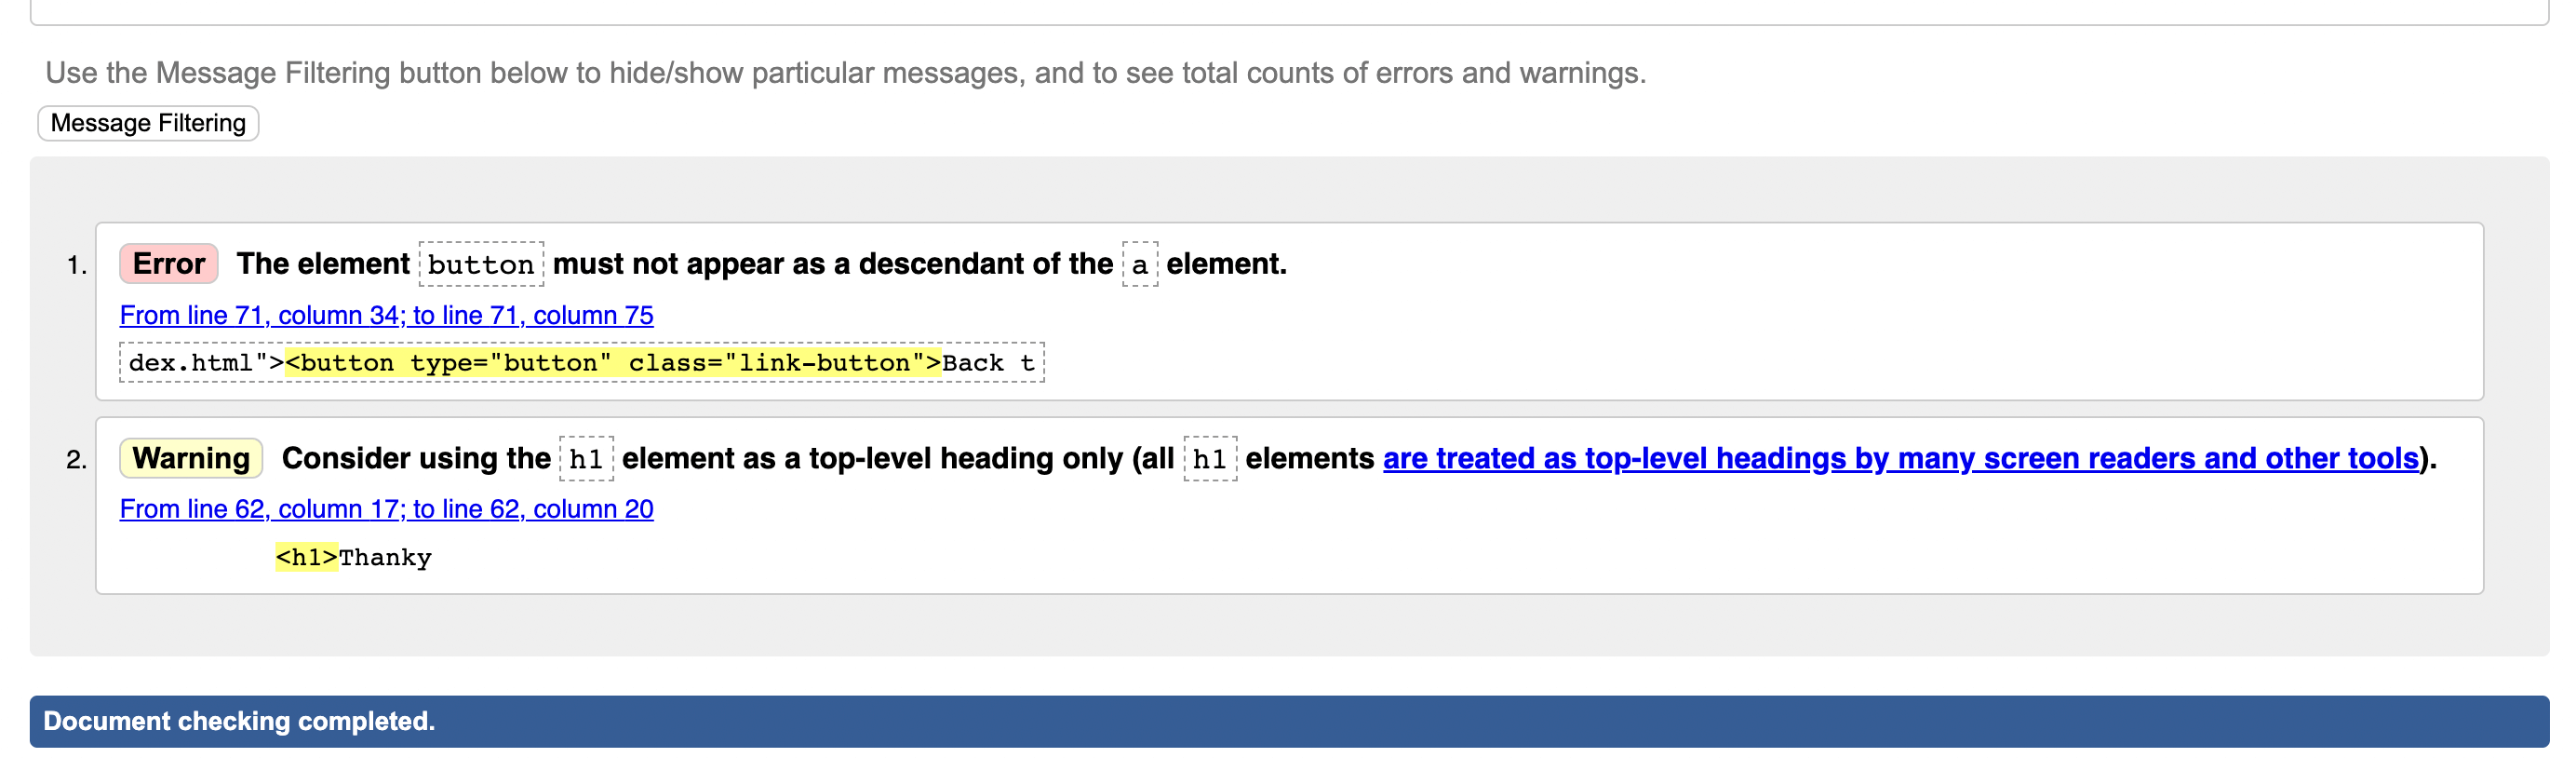 Use the Message Filtering button below to hide/show particular messages, and to see total counts of errors and warnings.
Message Filtering
1. Error The element button must not appear as a descendant of the a element.
From line 71, column 34; to line 71, column 75
dex.html"><button type="button" class="link-button">Back t
2. Warning Consider using the h1 element as a top-level heading only (all h1 elements are treated as top-level headings by many screen readers and other tools).
From line 62, column 17; to line 62, column 20
<h1>Thanky
Document checking completed.